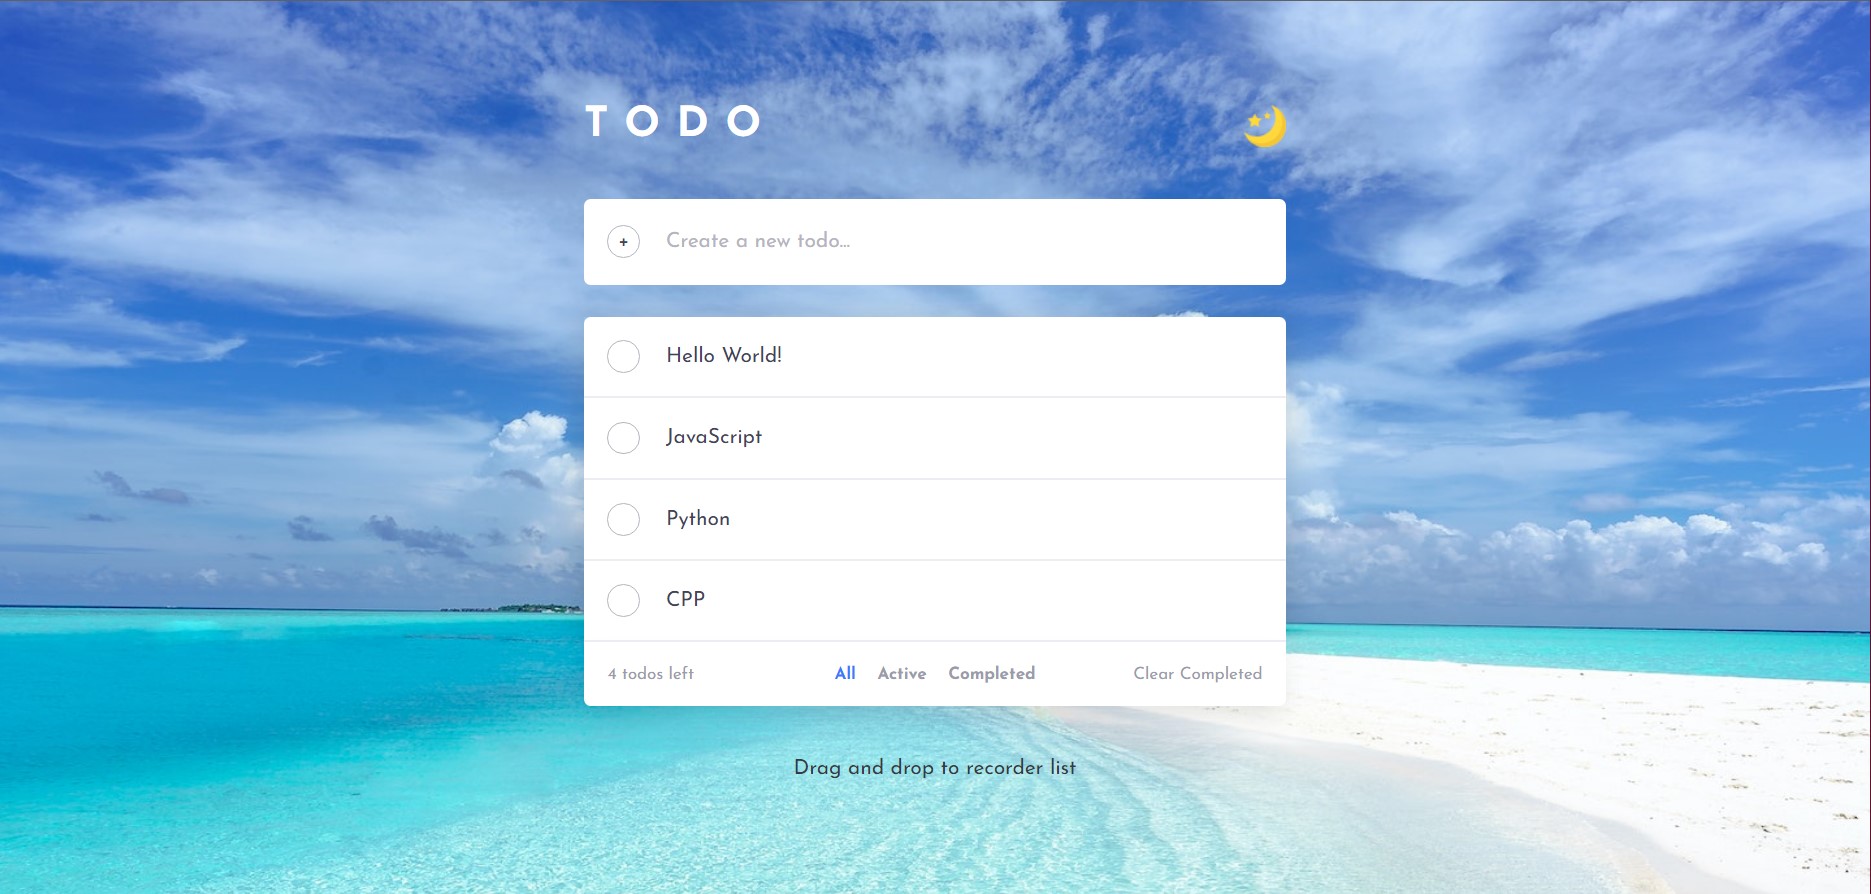 TODO
+ Create a new todo...
Hello World!
JavaScript
Python
CPP
4 todos left All Active Completed Clear Completed
Drag and drop to recorder list